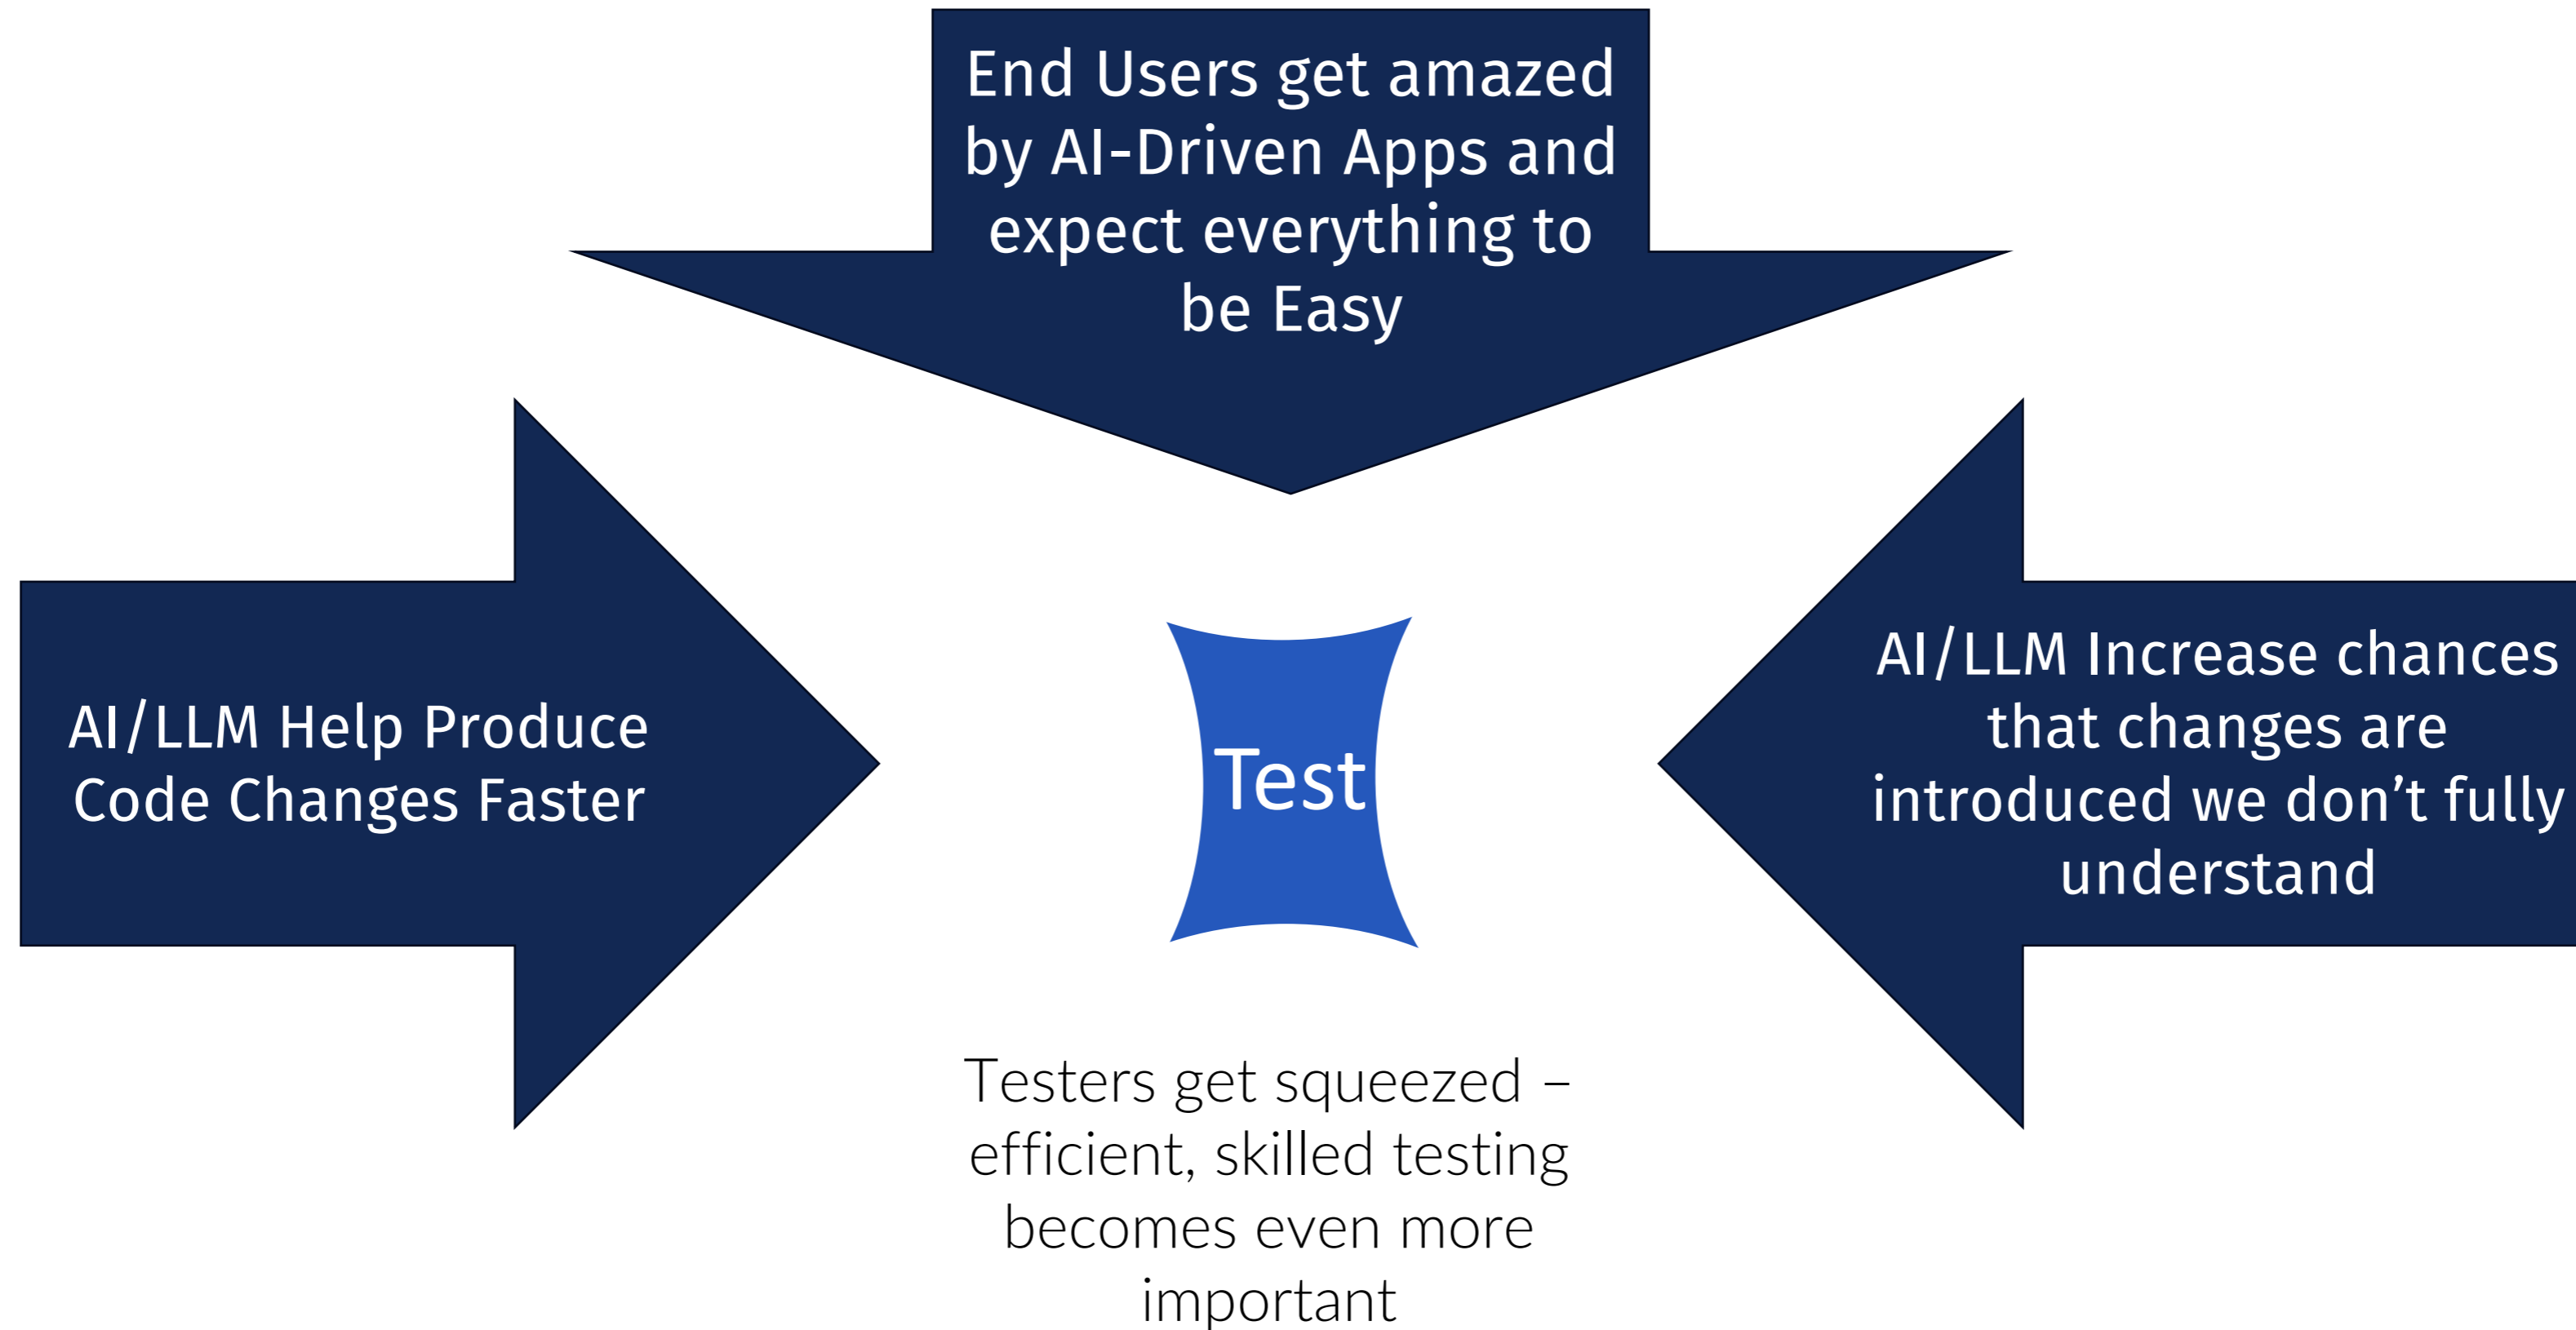 End Users get amazed
by AI-Driven Apps and
expect everything to
be Easy
AI/LLM Help Produce
Code Changes Faster
Test
AI/LLM Increase chances
that changes are
introduced we don’t fully
understand
Testers get squeezed –
efficient, skilled testing
becomes even more
important